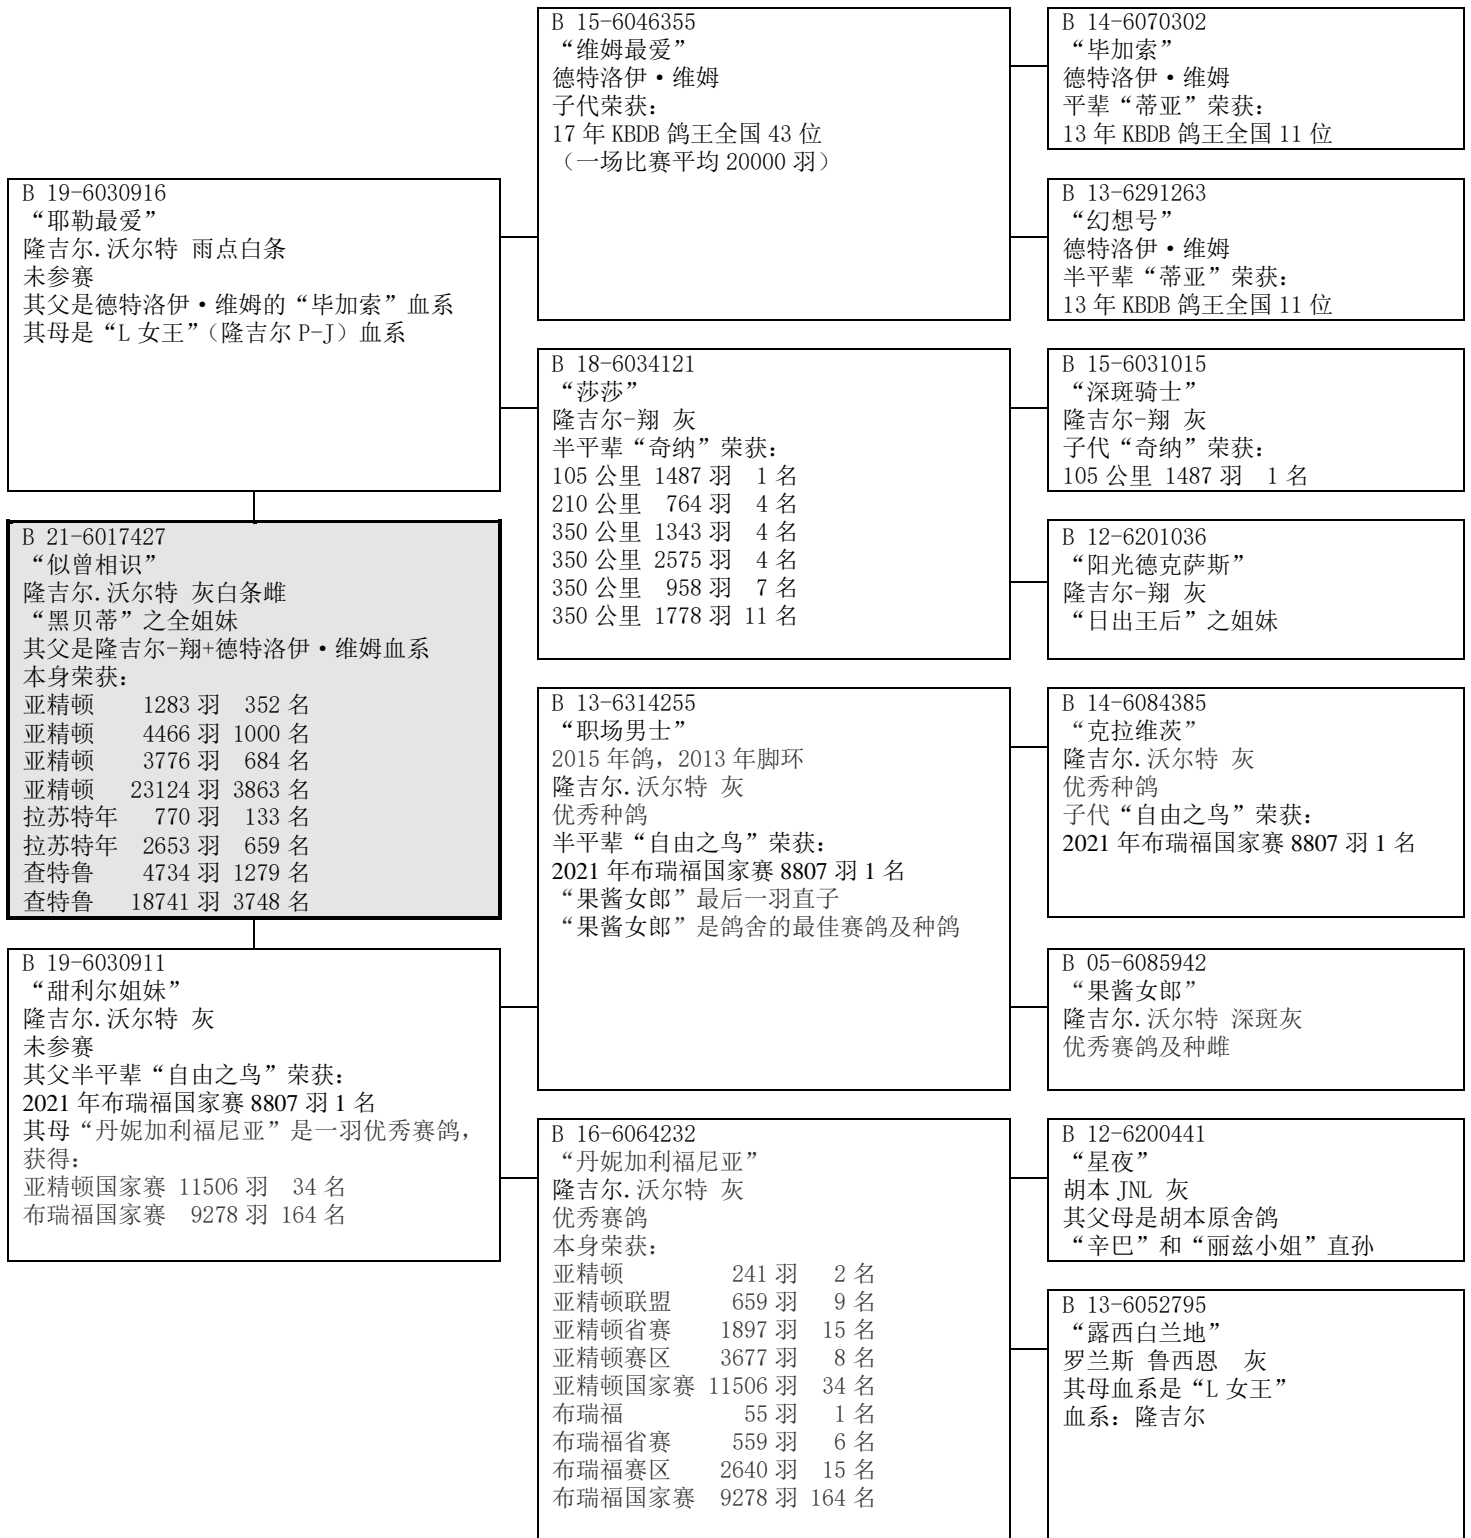 B 19-6030916
“耶勒最爱”
隆吉尔.沃尔特 雨点白条
未参赛
其父是德特洛伊·维姆的“毕加索”血系
其母是“L 女王”（隆吉尔 P-J）血系
B 21-6017427
“似曾相识”
隆吉尔.沃尔特 灰白条雌
“黑贝蒂”之全姐妹
其父是隆吉尔-翔+德特洛伊·维姆血系
本身荣获：
亚精顿 1283 羽 352 名
亚精顿 4466 羽 1000 名
亚精顿 3776 羽 684 名
亚精顿 23124 羽 3863 名
拉苏特年 770 羽 133 名
拉苏特年 2653 羽 659 名
查特鲁 4734 羽 1279 名
查特鲁 18741 羽 3748 名
B 19-6030911
“甜利尔姐妹”
隆吉尔.沃尔特 灰
未参赛
其父半平辈“自由之鸟”荣获：
2021 年布瑞福国家赛 8807 羽 1 名
其母“丹妮加利福尼亚”是一羽优秀赛鸽，
获得：
亚精顿国家赛 11506 羽 34 名
布瑞福国家赛 9278 羽 164 名
B 15-6046355
“维姆最爱”
德特洛伊·维姆
子代荣获：
17 年 KBDB 鸽王全国 43 位
（一场比赛平均 20000 羽）
B 18-6034121
“莎莎”
隆吉尔-翔 灰
半平辈“奇纳”荣获：
105 公里 1487 羽 1 名
210 公里 764 羽 4 名
350 公里 1343 羽 4 名
350 公里 2575 羽 4 名
350 公里 958 羽 7 名
350 公里 1778 羽 11 名
B 13-6314255
“职场男士”
2015 年鸽，2013 年脚环
隆吉尔.沃尔特 灰
优秀种鸽
半平辈“自由之鸟”荣获：
2021 年布瑞福国家赛 8807 羽 1 名
“果酱女郎”最后一羽直子
“果酱女郎”是鸽舍的最佳赛鸽及种鸽
B 16-6064232
“丹妮加利福尼亚”
隆吉尔.沃尔特 灰
优秀赛鸽
本身荣获：
亚精顿 241 羽 2 名
亚精顿联盟 659 羽 9 名
亚精顿省赛 1897 羽 15 名
亚精顿赛区 3677 羽 8 名
亚精顿国家赛 11506 羽 34 名
布瑞福 55 羽 1 名
布瑞福省赛 559 羽 6 名
布瑞福赛区 2640 羽 15 名
布瑞福国家赛 9278 羽 164 名
B 14-6070302
“毕加索”
德特洛伊·维姆
平辈“蒂亚”荣获：
13 年 KBDB 鸽王全国 11 位
B 13-6291263
“幻想号”
德特洛伊·维姆
半平辈“蒂亚”荣获：
13 年 KBDB 鸽王全国 11 位
B 15-6031015
“深斑骑士”
隆吉尔-翔 灰
子代“奇纳”荣获：
105 公里 1487 羽 1 名
B 12-6201036
“阳光德克萨斯”
隆吉尔-翔 灰
“日出王后”之姐妹
B 14-6084385
“克拉维茨”
隆吉尔.沃尔特 灰
优秀种鸽
子代“自由之鸟”荣获：
2021 年布瑞福国家赛 8807 羽 1 名
B 05-6085942
“果酱女郎”
隆吉尔.沃尔特 深斑灰
优秀赛鸽及种雌
B 12-6200441
“星夜”
胡本 JNL 灰
其父母是胡本原舍鸽
“辛巴”和“丽兹小姐”直孙
B 13-6052795
“露西白兰地”
罗兰斯 鲁西恩 灰
其母血系是“L 女王”
血系：隆吉尔